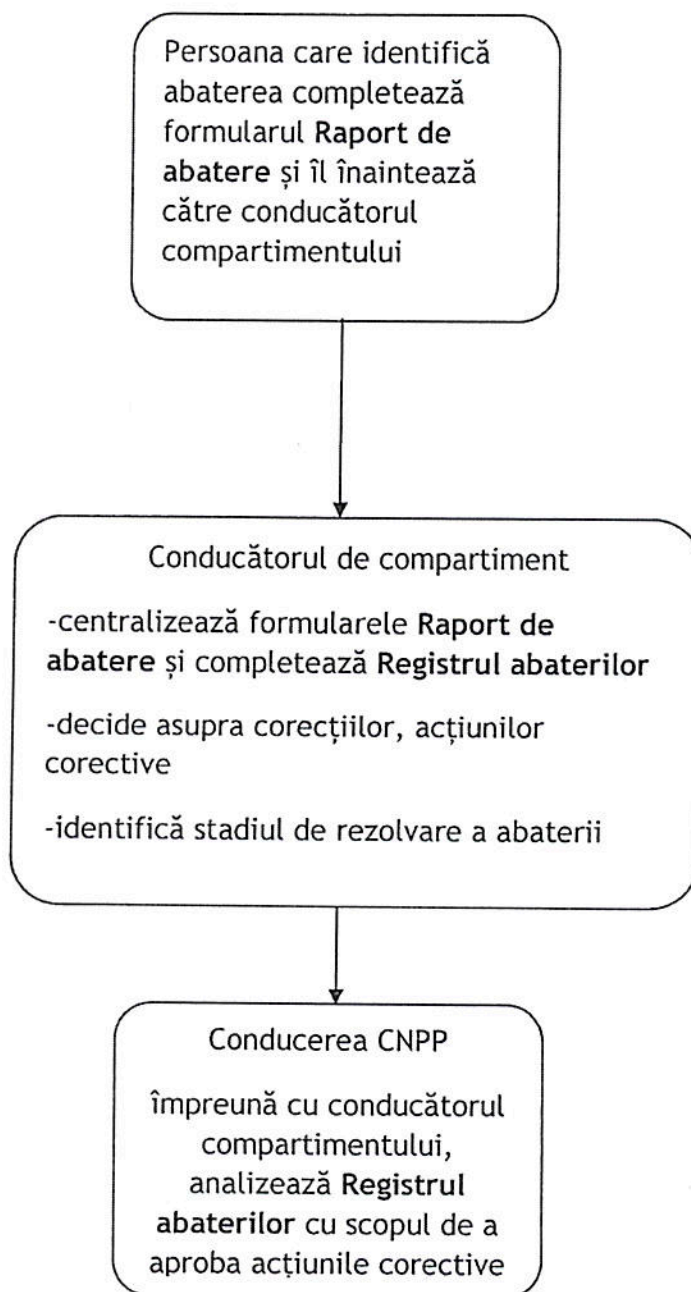 Persoana care identifică
abaterea completează
formularul Raport de
abatere și îl înaintează
către conducătorul
compartimentului
Conducătorul de compartiment
-centralizează formularele Raport de
abatere și completează Registrul abaterilor
-decide asupra corecțiilor, acțiunilor
corective
-identifică stadiul de rezolvare a abaterii
Conducerea CNPP
împreună cu conducătorul
compartimentului,
analizează Registrul
abaterilor cu scopul de a
aproba acțiunile corective